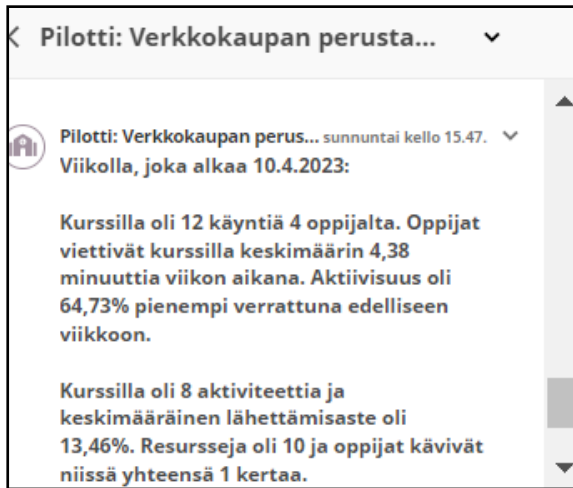 Pilotti: Verkkokaupan perusta...
Pilotti: Verkkokaupan perus... sunnuntai kello 15.47.
Viikolla, joka alkaa 10.4.2023:
Kurssilla oli 12 käyntiä 4 oppijalta. Oppijat
viettivät kurssilla keskimäärin 4,38
minuuttia viikon aikana. Aktiivisuus oli
64,73% pienempi verrattuna edelliseen
viikkoon.
Kurssilla oli 8 aktiviteettia ja
keskimääräinen lähettämisaste oli
13,46%. Resursseja oli 10 ja oppijat kävivät
niissä yhteensä 1 kertaa.